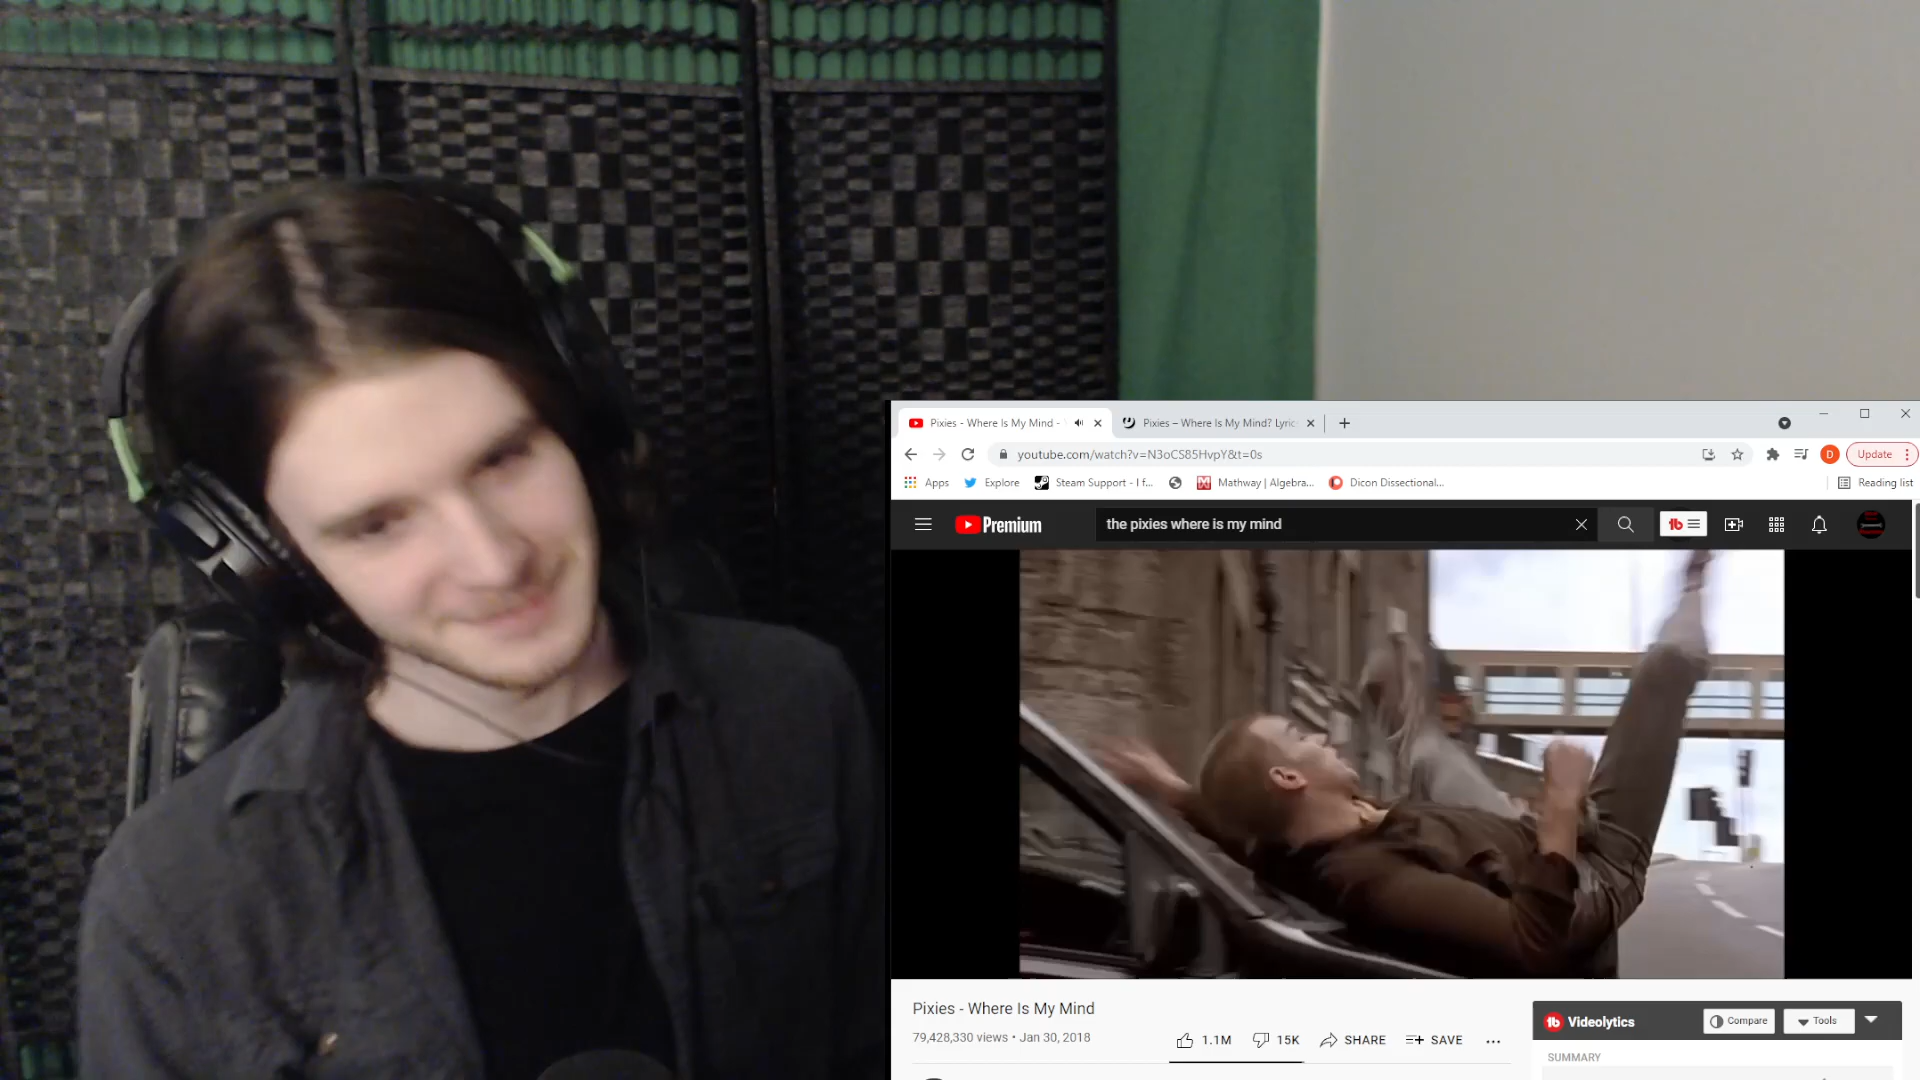 Pixies - Where Is My Mind -
Pixies – Where Is My Mind? Lyric
youtube.com/watch?v=N3oCS85HvpY&t=0s
D
Update
Apps
Explore
Steam Support - I f...
Mathway | Algebra...
Dicon Dissectional...
Reading list
Premium
the pixies where is my mind
tb
Pixies - Where Is My Mind
79,428,330 views • Jan 30, 2018
1.1M
15K
SHARE
SAVE
tb Videolytics
Compare
Tools
SUMMARY